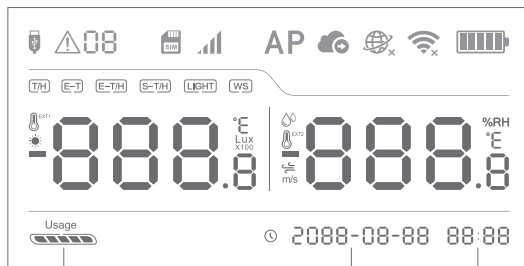 08 SIM AP
T/H E-T E-T/H S-T/H LIGHT WS
EXT1 888.8 °E Lux X100 EXT2 m/s 888.8 %RH °E
Usage 2088-08-88 88:88